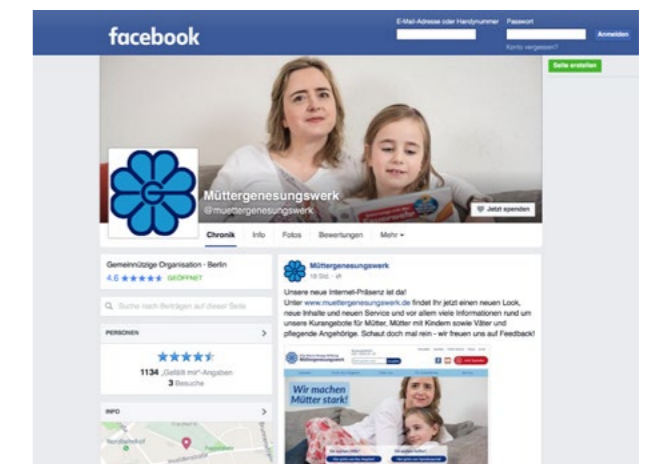 facebook
E-Mail-Adresse oder Handynummer Passwort
Anmelden
Konto vergessen?
Seite erstellen
Müttergenesungswerk
@muettergenesungswerk
Jetzt spenden
Chronik Info Fotos Bewertungen Mehr
Gemeinnützige Organisation · Berlin
4,6 GEÖFFNET
Suche nach Beiträgen auf dieser Seite
PERSONEN
1134 „Gefällt mir“-Angaben
3 Besuche
INFO
Müttergenesungswerk
19 Std.
Unsere neue Internet-Präsenz ist da!
Unter www.muettergenesungswerk.de findet Ihr jetzt einen neuen Look,
neue Inhalte und neuen Service und vor allem viele Informationen rund um
unsere Kurangebote für Mütter, Mütter mit Kindern sowie Väter und
pflegende Angehörige. Schaut doch mal rein - wir freuen uns auf Feedback!
Müttergenesungswerk
Wir machen
Mütter stark!